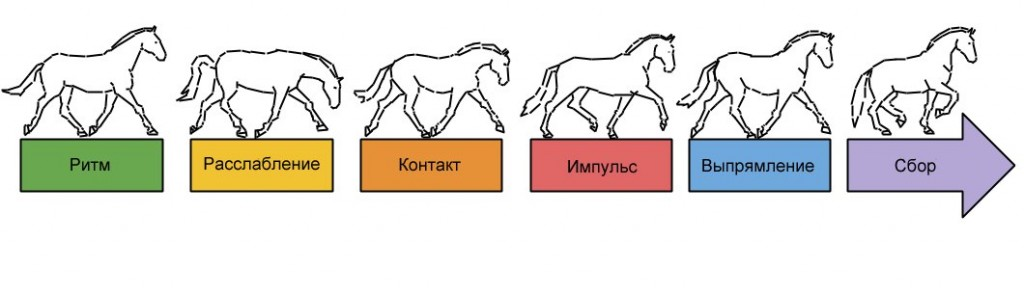 Ритм
Расслабление
Контакт
Импульс
Выпрямление
Сбор